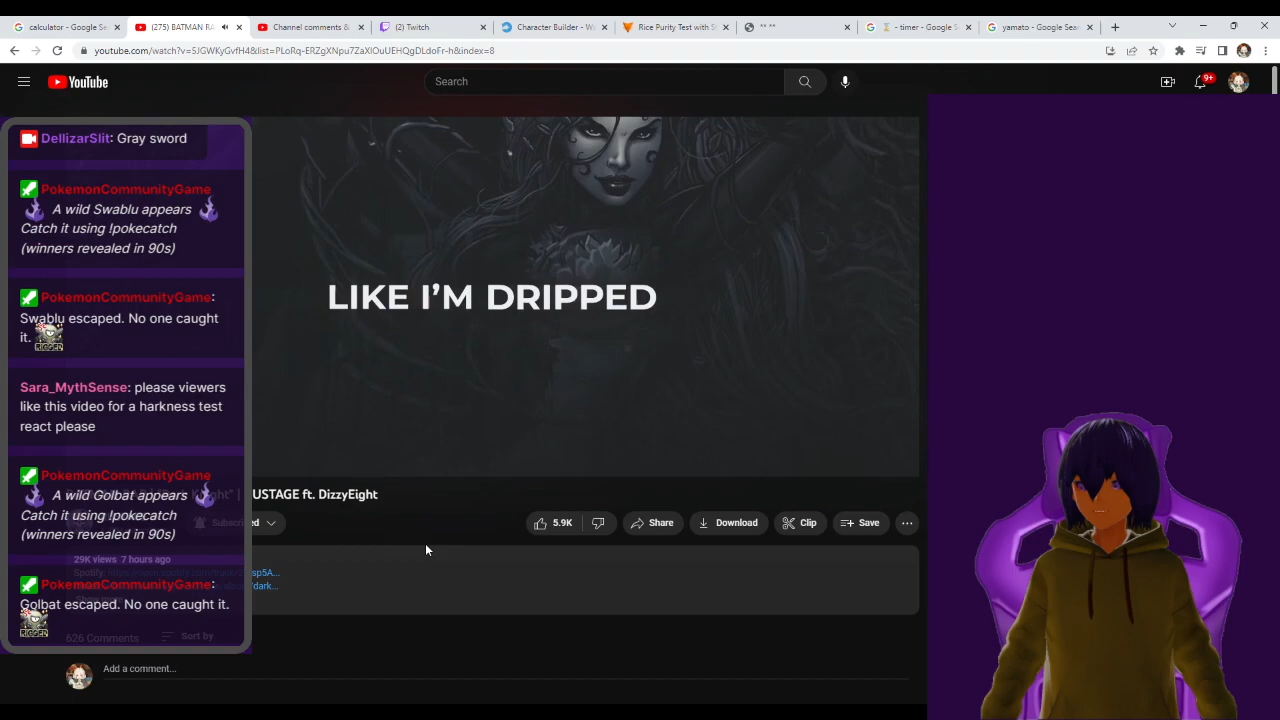 calculator - Google Se
(275) BATMAN RA
Channel comments &
(2) Twitch
Character Builder - W
Rice Purity Test with S
** **
- timer - Google S
yamato - Google Sea
youtube.com/watch?v=5JGWKyGvfH4&list=PLoRq-ERZgXNpu7ZaXlOuUEHQgDLdoFr-h&index=8
YouTube
Search
9+
DellizarSlit: Gray sword
PokemonCommunityGame
A wild Swablu appears
Catch it using !pokecatch
(winners revealed in 90s)
PokemonCommunityGame:
Swablu escaped. No one caught
it.
Sara_MythSense: please viewers
like this video for a harkness test
react please
PokemonCommunityGame
A wild Golbat appears
Catch it using !pokecatch
(winners revealed in 90s)
PokemonCommunityGame:
Golbat escaped. No one caught it.
LIKE I'M DRIPPED
USTAGE ft. DizzyEight
Subscribed
5.9K
Share
Download
Clip
Save
29K views 7 hours ago
Spotify:
sp5A...
/dark...
626 Comments
Sort by
Add a comment...